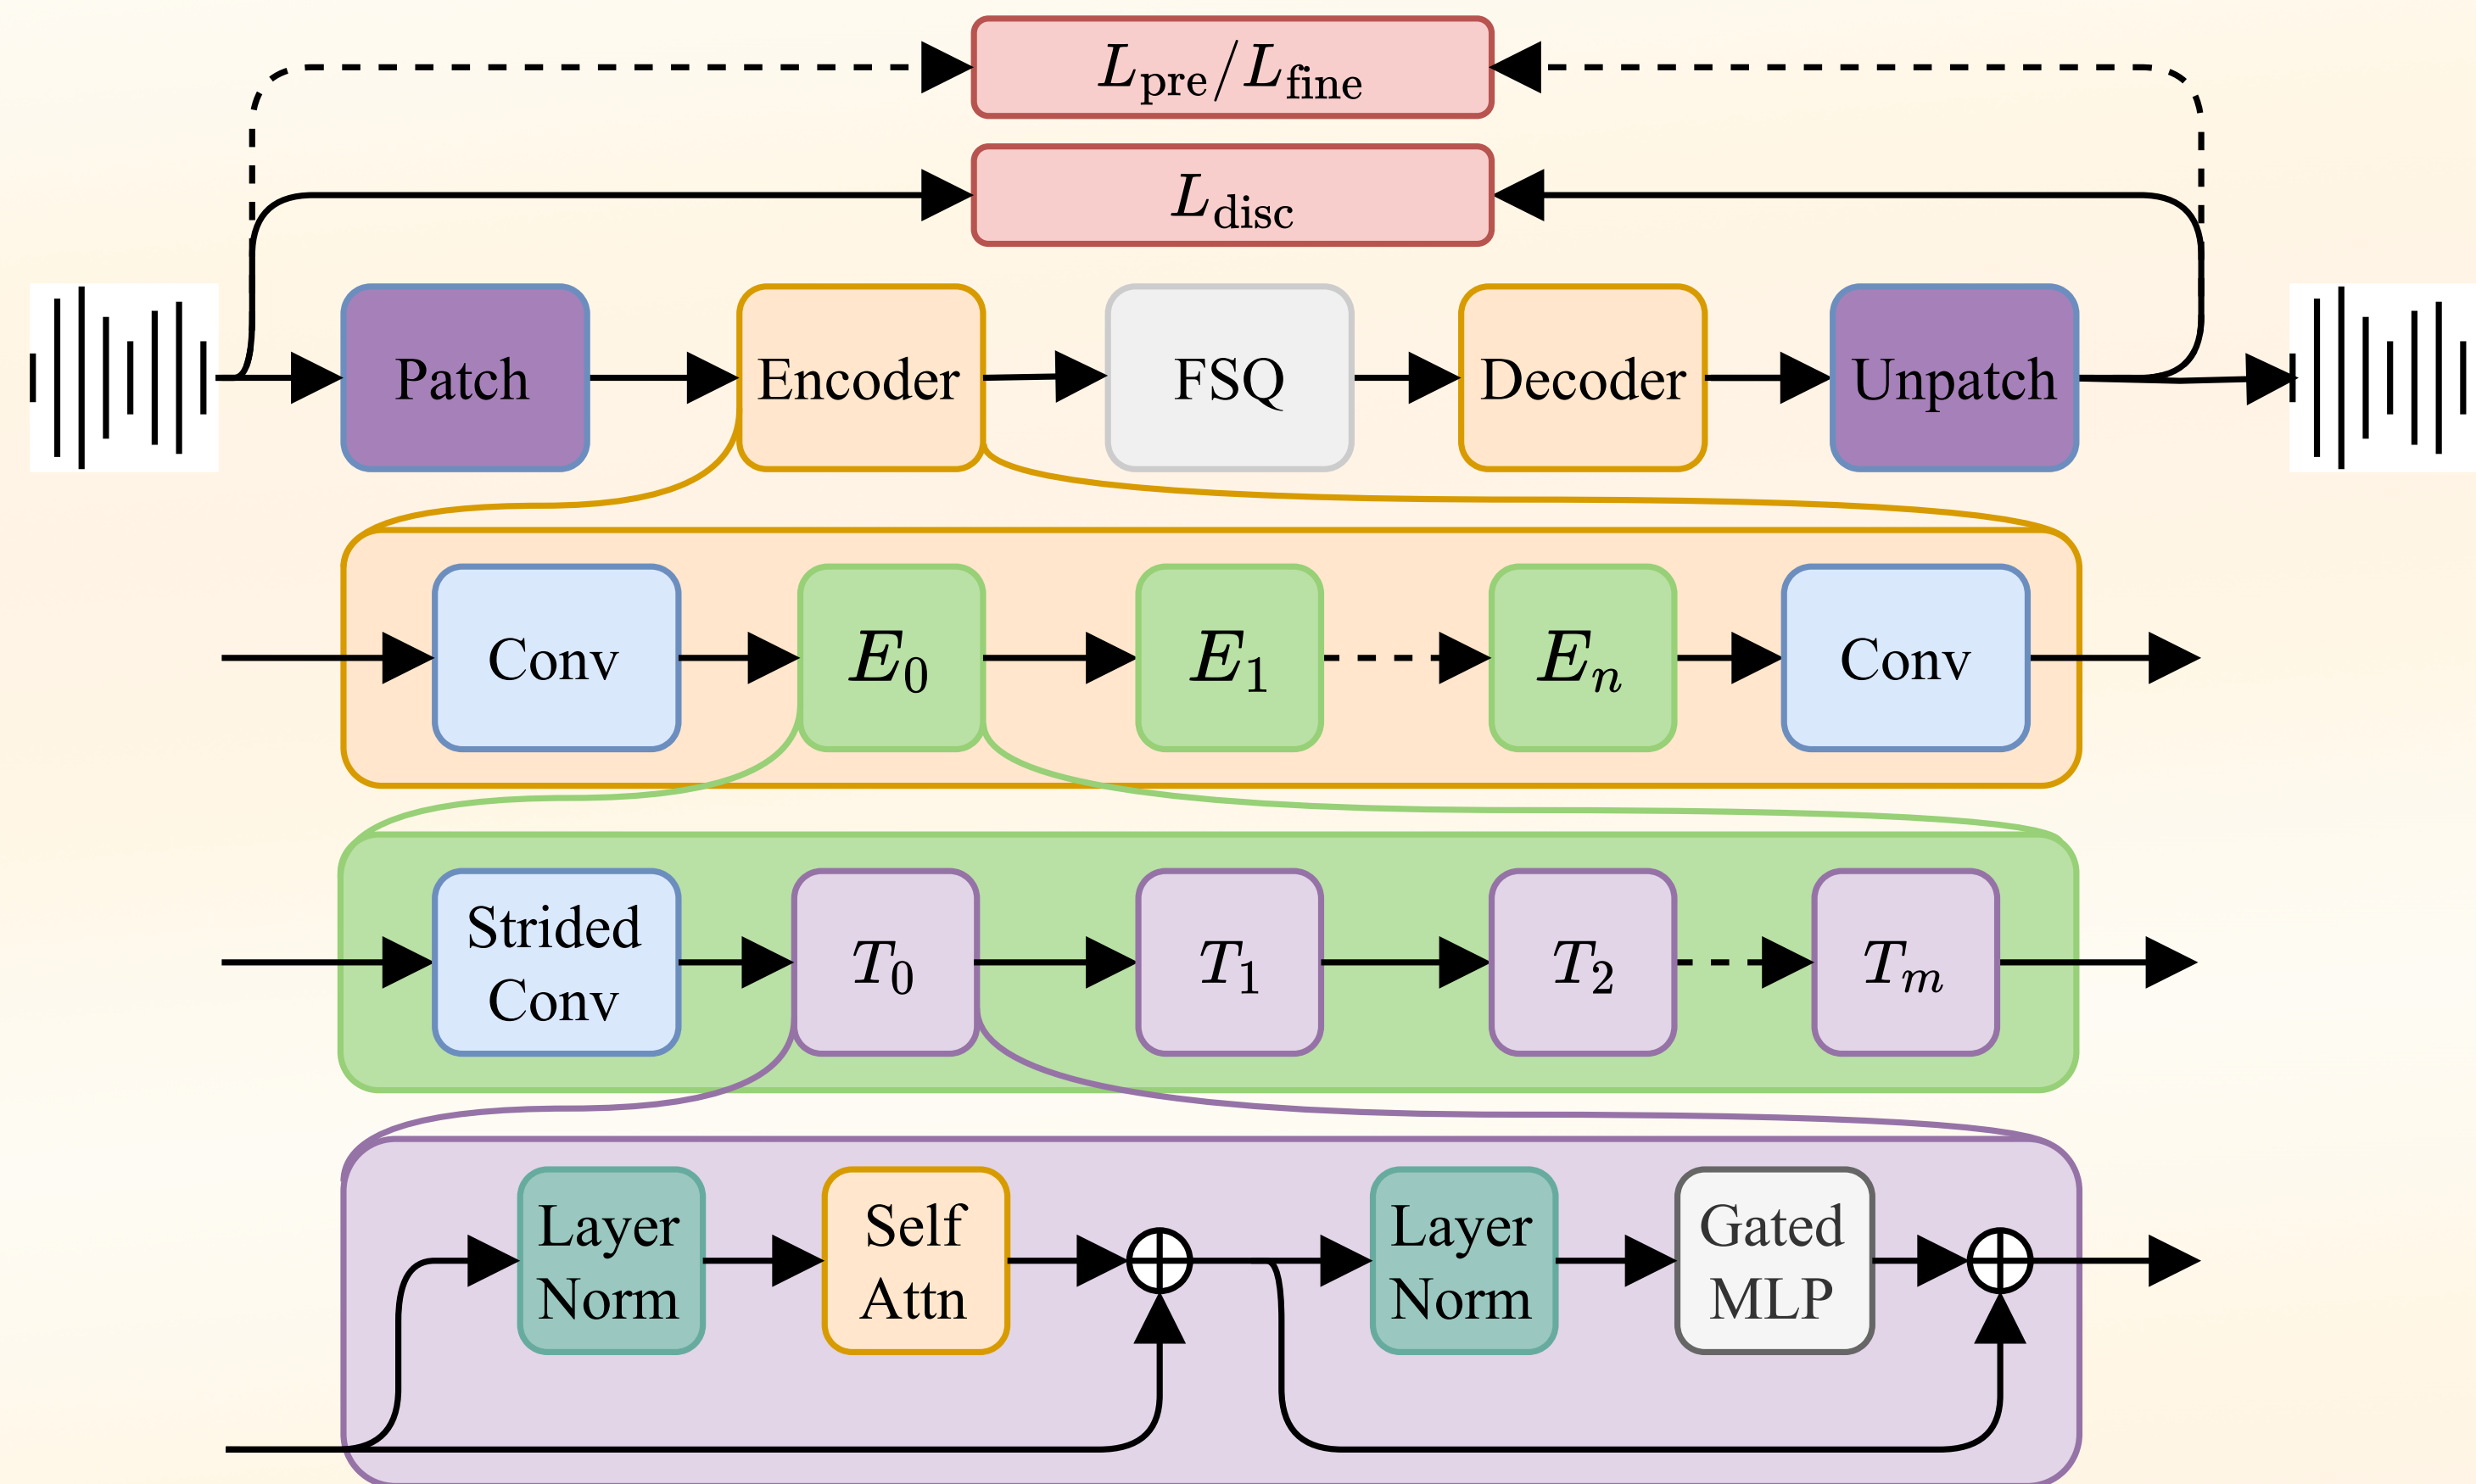 L_pre/L_fine
L_disc
Patch
Encoder
FSQ
Decoder
Unpatch
Conv
E_0
E_1
E_n
Conv
Strided
Conv
T_0
T_1
T_2
T_m
Layer
Norm
Self
Attn
Layer
Norm
Gated
MLP